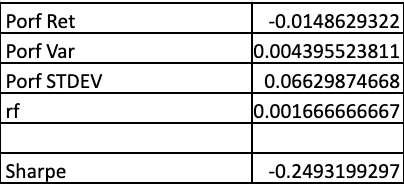 Porf Ret -0.0148629322
Porf Var 0.004395523811
Porf STDEV 0.06629874668
rf 0.001666666667
Sharpe -0.2493199297